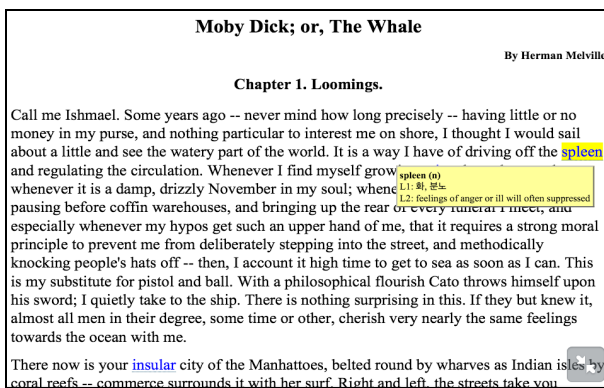 Moby Dick; or, The Whale
By Herman Melville
Chapter 1. Loomings.
Call me Ishmael. Some years ago -- never mind how long precisely -- having little or no
money in my purse, and nothing particular to interest me on shore, I thought I would sail
about a little and see the watery part of the world. It is a way I have of driving off the spleen
and regulating the circulation. Whenever I find myself
spleen (n)
L1: 화, 분노
L2: feelings of anger or ill will often suppressed
whenever it is a damp, drizzly November in my soul;
pausing before coffin warehouses, and bringing up the rear of every funeral I meet, and
especially whenever my hypos get such an upper hand of me, that it requires a strong moral
principle to prevent me from deliberately stepping into the street, and methodically
knocking people's hats off -- then, I account it high time to get to sea as soon as I can. This
is my substitute for pistol and ball. With a philosophical flourish Cato throws himself upon
his sword; I quietly take to the ship. There is nothing surprising in this. If they but knew it,
almost all men in their degree, some time or other, cherish very nearly the same feelings
towards the ocean with me.
There now is your insular city of the Manhattoes, belted round by wharves as Indian isles by
coral reefs -- commerce surrounds it with her surf. Right and left, the streets take you